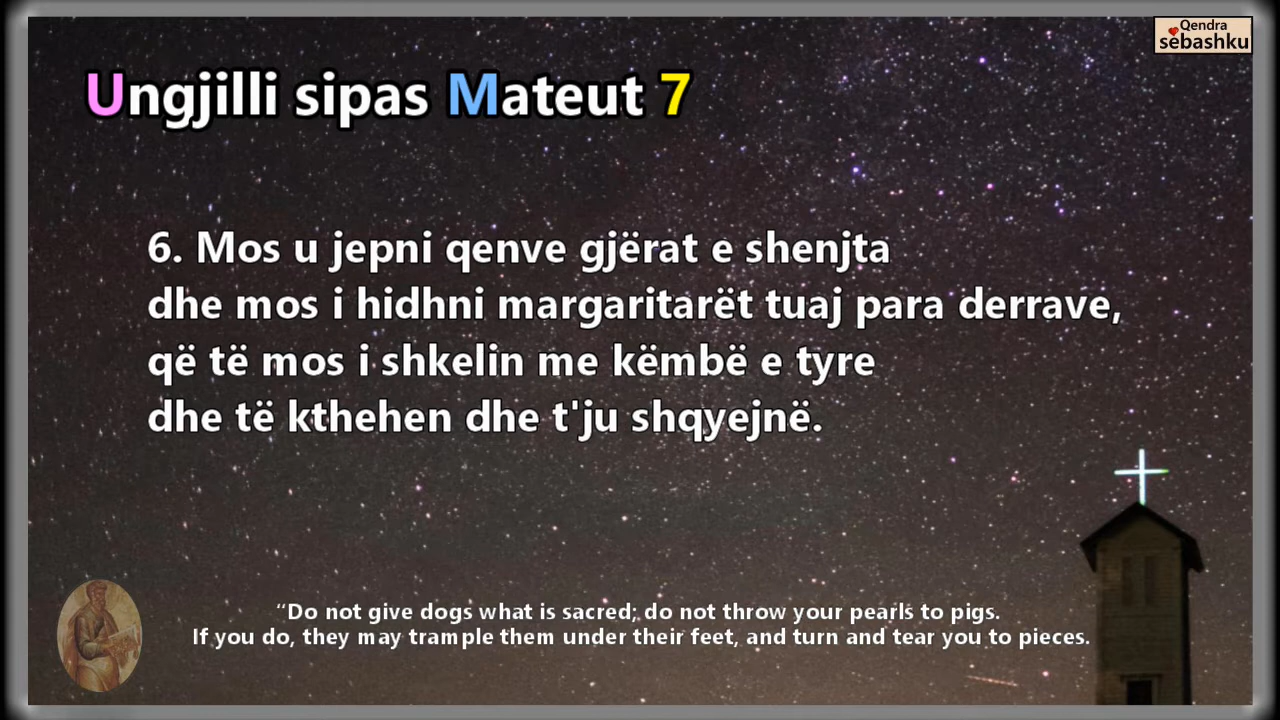 Qendra
sebashku
Ungjilli sipas Mateut 7
6. Mos u jepni qenve gjërat e shenjta
dhe mos i hidhni margaritarët tuaj para derrave,
që të mos i shkelin me këmbë e tyre
dhe të kthehen dhe t'ju shqyejnë.
“Do not give dogs what is sacred; do not throw your pearls to pigs.
If you do, they may trample them under their feet, and turn and tear you to pieces.